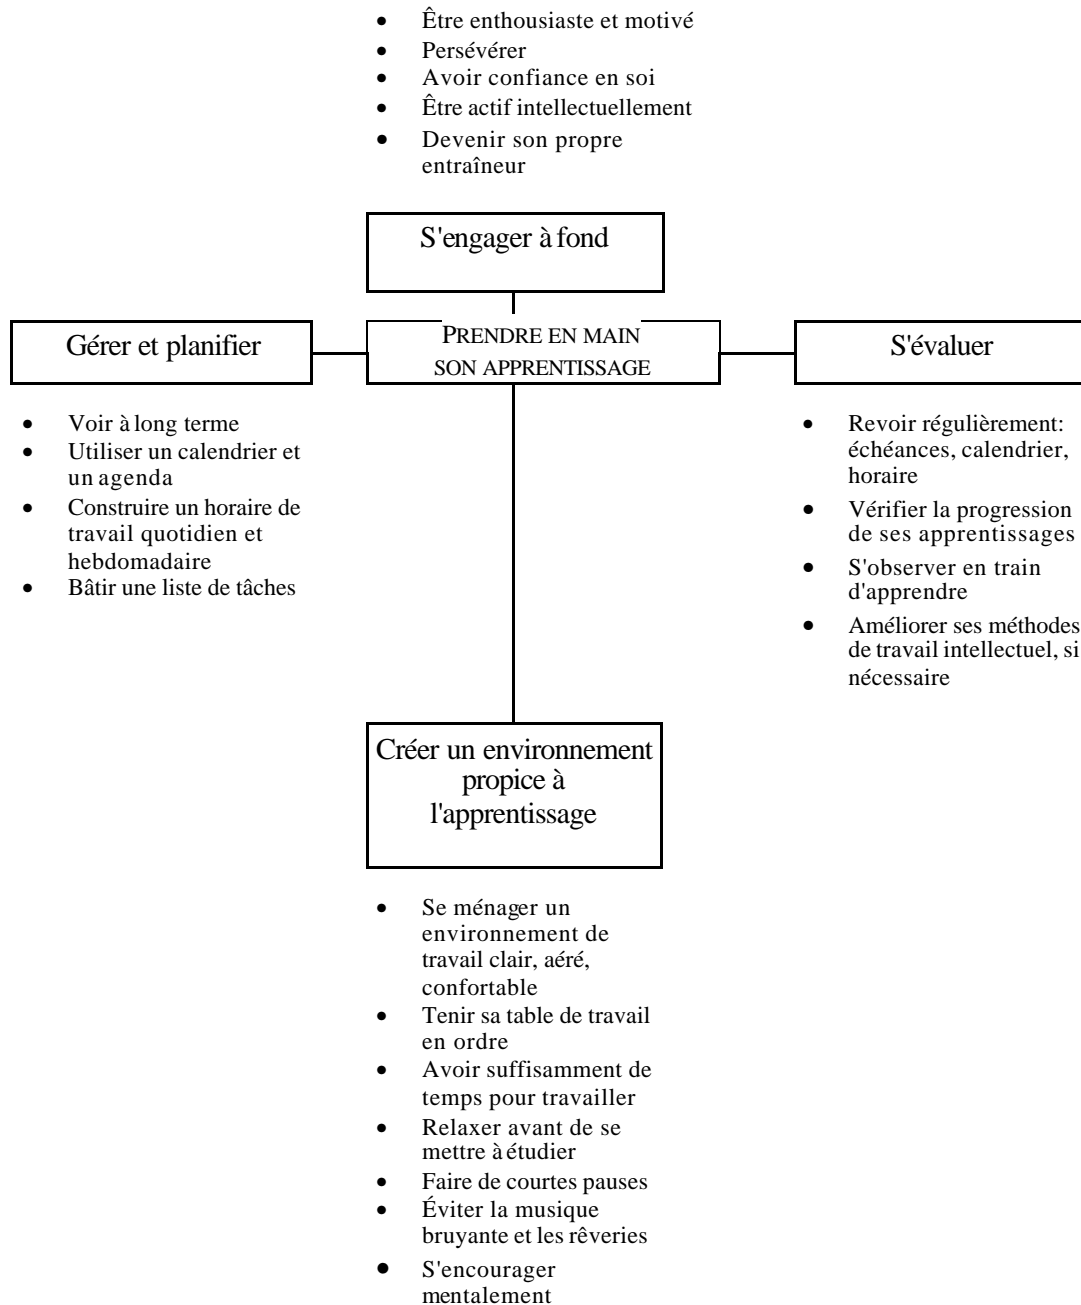 • Être enthousiaste et motivé
• Persévérer
• Avoir confiance en soi
• Être actif intellectuellement
• Devenir son propre
entraîneur
S'engager à fond
Gérer et planifier
PRENDRE EN MAIN
SON APPRENTISSAGE
S'évaluer
• Voir à long terme
• Utiliser un calendrier et
un agenda
• Construire un horaire de
travail quotidien et
hebdomadaire
• Bâtir une liste de tâches
• Revoir régulièrement:
échéances, calendrier,
horaire
• Vérifier la progression
de ses apprentissages
• S'observer en train
d'apprendre
• Améliorer ses méthodes
de travail intellectuel, si
nécessaire
Créer un environnement
propice à
l'apprentissage
• Se ménager un
environnement de
travail clair, aéré,
confortable
• Tenir sa table de travail
en ordre
• Avoir suffisamment de
temps pour travailler
• Relaxer avant de se
mettre à étudier
• Faire de courtes pauses
• Éviter la musique
bruyante et les rêveries
• S'encourager
mentalement